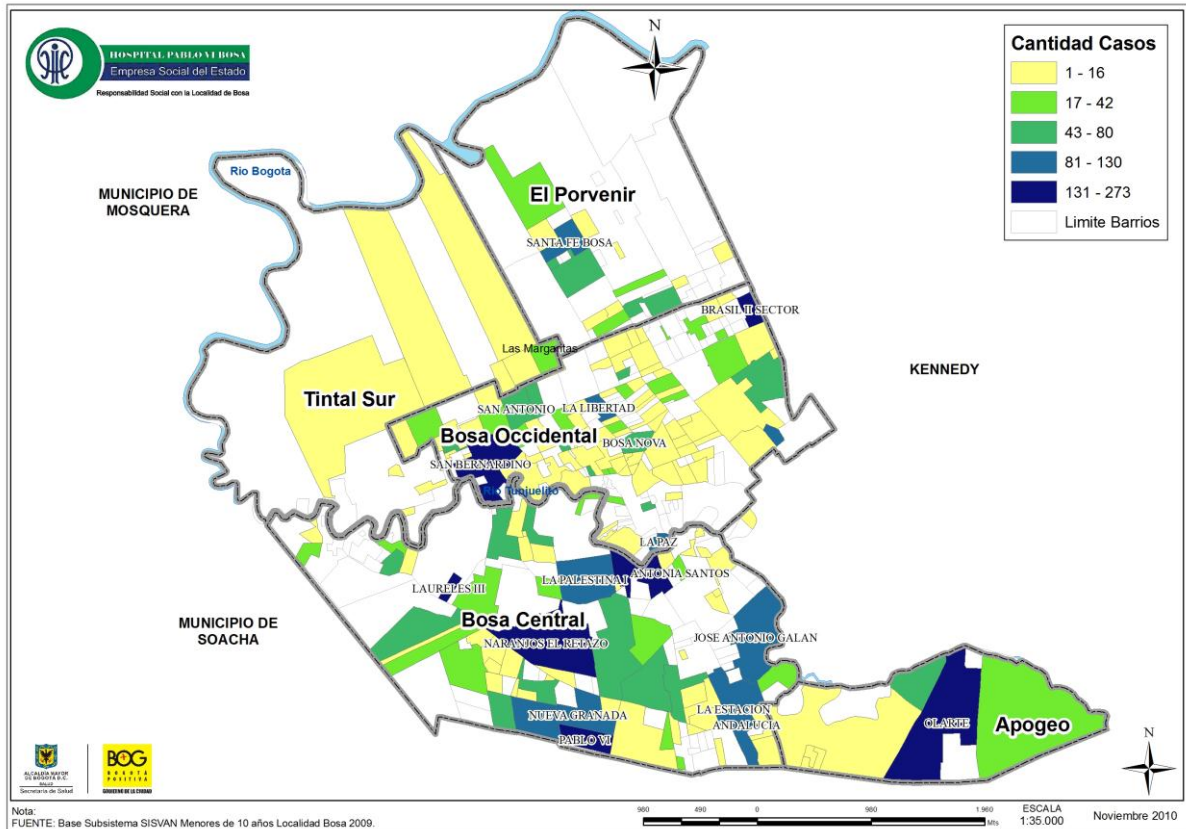 HOSPITAL PABLO VI BOSA
Empresa Social del Estado
Responsabilidad Social con la Localidad de Bosa
N
Cantidad Casos
1 - 16
17 - 42
43 - 80
81 - 130
131 - 273
Limite Barrios
Rio Bogota
MUNICIPIO DE
MOSQUERA
El Porvenir
SANTA FE BOSA
BRASIL II SECTOR
Las Margaritas
KENNEDY
Tintal Sur
SAN ANTONIO
LA LIBERTAD
Bosa Occidental
BOSA NOVA
SAN BERNARDINO
Rio Tunjuelito
LA PAZ
LA PALESTINA I
ANTONIA SANTOS
LAURELES III
MUNICIPIO DE
SOACHA
Bosa Central
NARANJOS EL RETAZO
JOSE ANTONIO GALAN
NUEVA GRANADA
LA ESTACION
ANDALUCIA
OLARTE
Apogeo
PABLO VI
N
ALCALDÍA MAYOR
DE BOGOTÁ D.C.
SALUD
Secretaría de Salud
BOG
BOGOTÁ
POSITIVA
GOBIERNO DE LA CIUDAD
Nota:
FUENTE: Base Subsistema SISVAN Menores de 10 años Localidad Bosa 2009.
980 490 0 980 1.960
Mts
ESCALA
1:35.000
Noviembre 2010